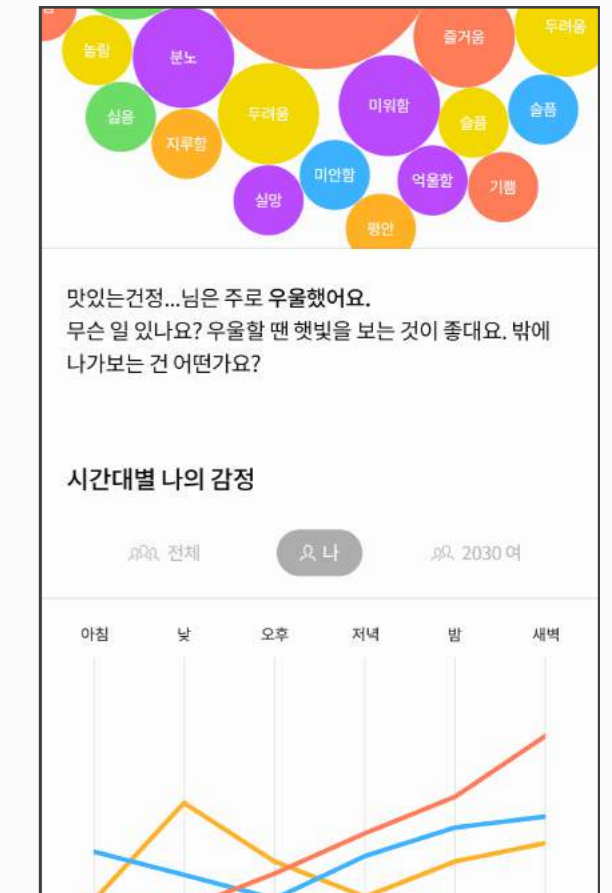 즐거움
두려움
놀람
분노
미워함
두려움
슬픔
슬픔
싫음
지루함
미안함
억울함
기쁨
실망
평안
맛있는건정...님은 주로 우울했어요.
무슨 일 있나요? 우울할 땐 햇빛을 보는 것이 좋대요. 밖에
나가보는 건 어떤가요?
시간대별 나의 감정
전체 나 2030 여
아침 낮 오후 저녁 밤 새벽